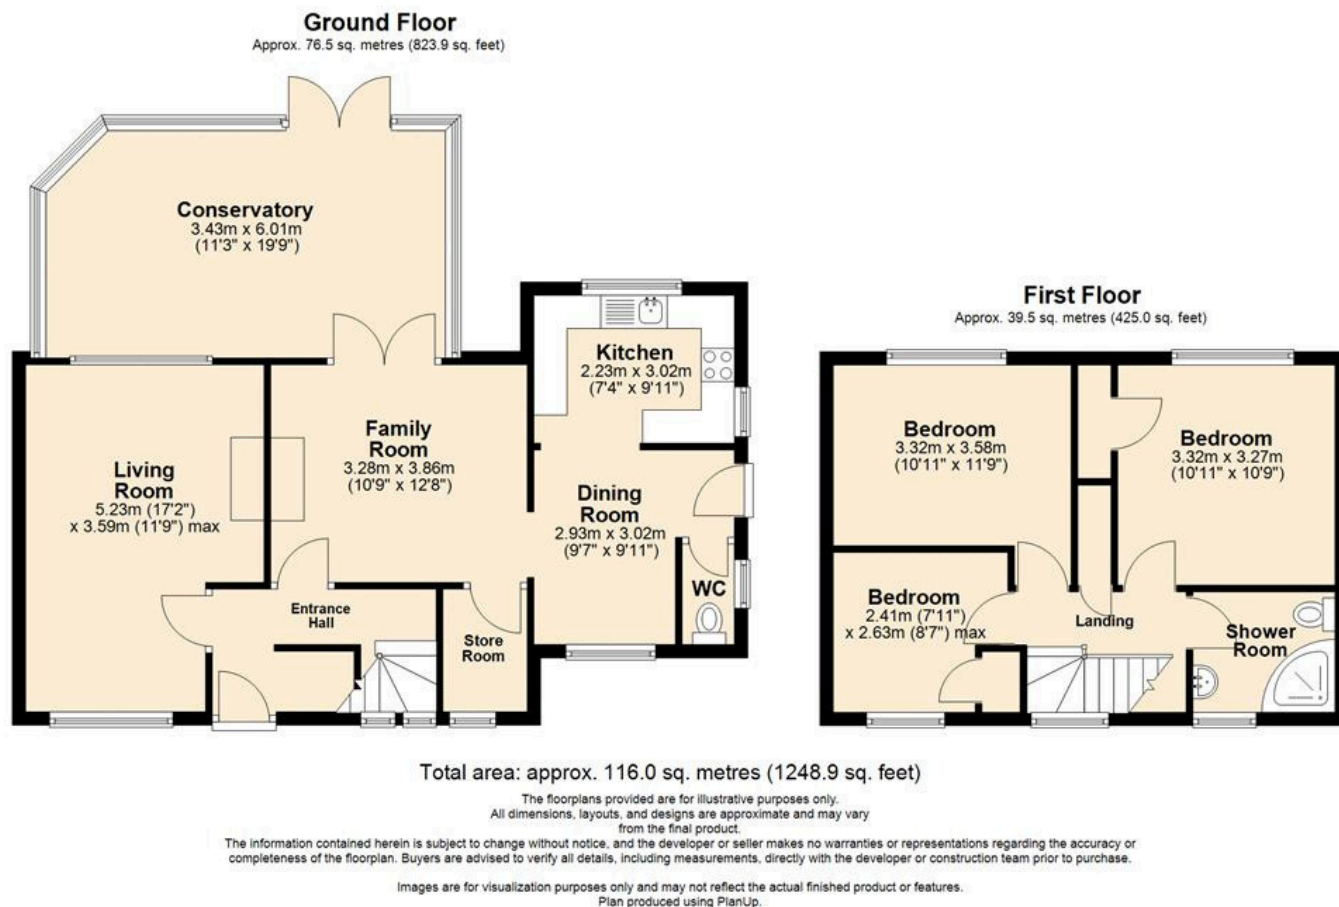 Ground Floor
Approx. 76.5 sq. metres (823.9 sq. feet)
Conservatory
3.43m x 6.01m
(11'3" x 19'9")
Kitchen
2.23m x 3.02m
(7'4" x 9'11")
Family
Room
3.28m x 3.86m
(10'9" x 12'8")
Living
Room
5.23m (17'2")
x 3.59m (11'9") max
Dining
Room
2.93m x 3.02m
(9'7" x 9'11")
WC
Entrance
Hall
Store
Room
First Floor
Approx. 39.5 sq. metres (425.0 sq. feet)
Bedroom
3.32m x 3.58m
(10'11" x 11'9")
Bedroom
3.32m x 3.27m
(10'11" x 10'9")
Bedroom
2.41m (7'11")
x 2.63m (8'7") max
Landing
Shower
Room
Total area: approx. 116.0 sq. metres (1248.9 sq. feet)
The floorplans provided are for illustrative purposes only.
All dimensions, layouts, and designs are approximate and may vary
from the final product.
The information contained herein is subject to change without notice, and the developer or seller makes no warranties or representations regarding the accuracy or
completeness of the floorplan. Buyers are advised to verify all details, including measurements, directly with the developer or construction team prior to purchase.
Images are for visualization purposes only and may not reflect the actual finished product or features.
Plan produced using PlanUp.